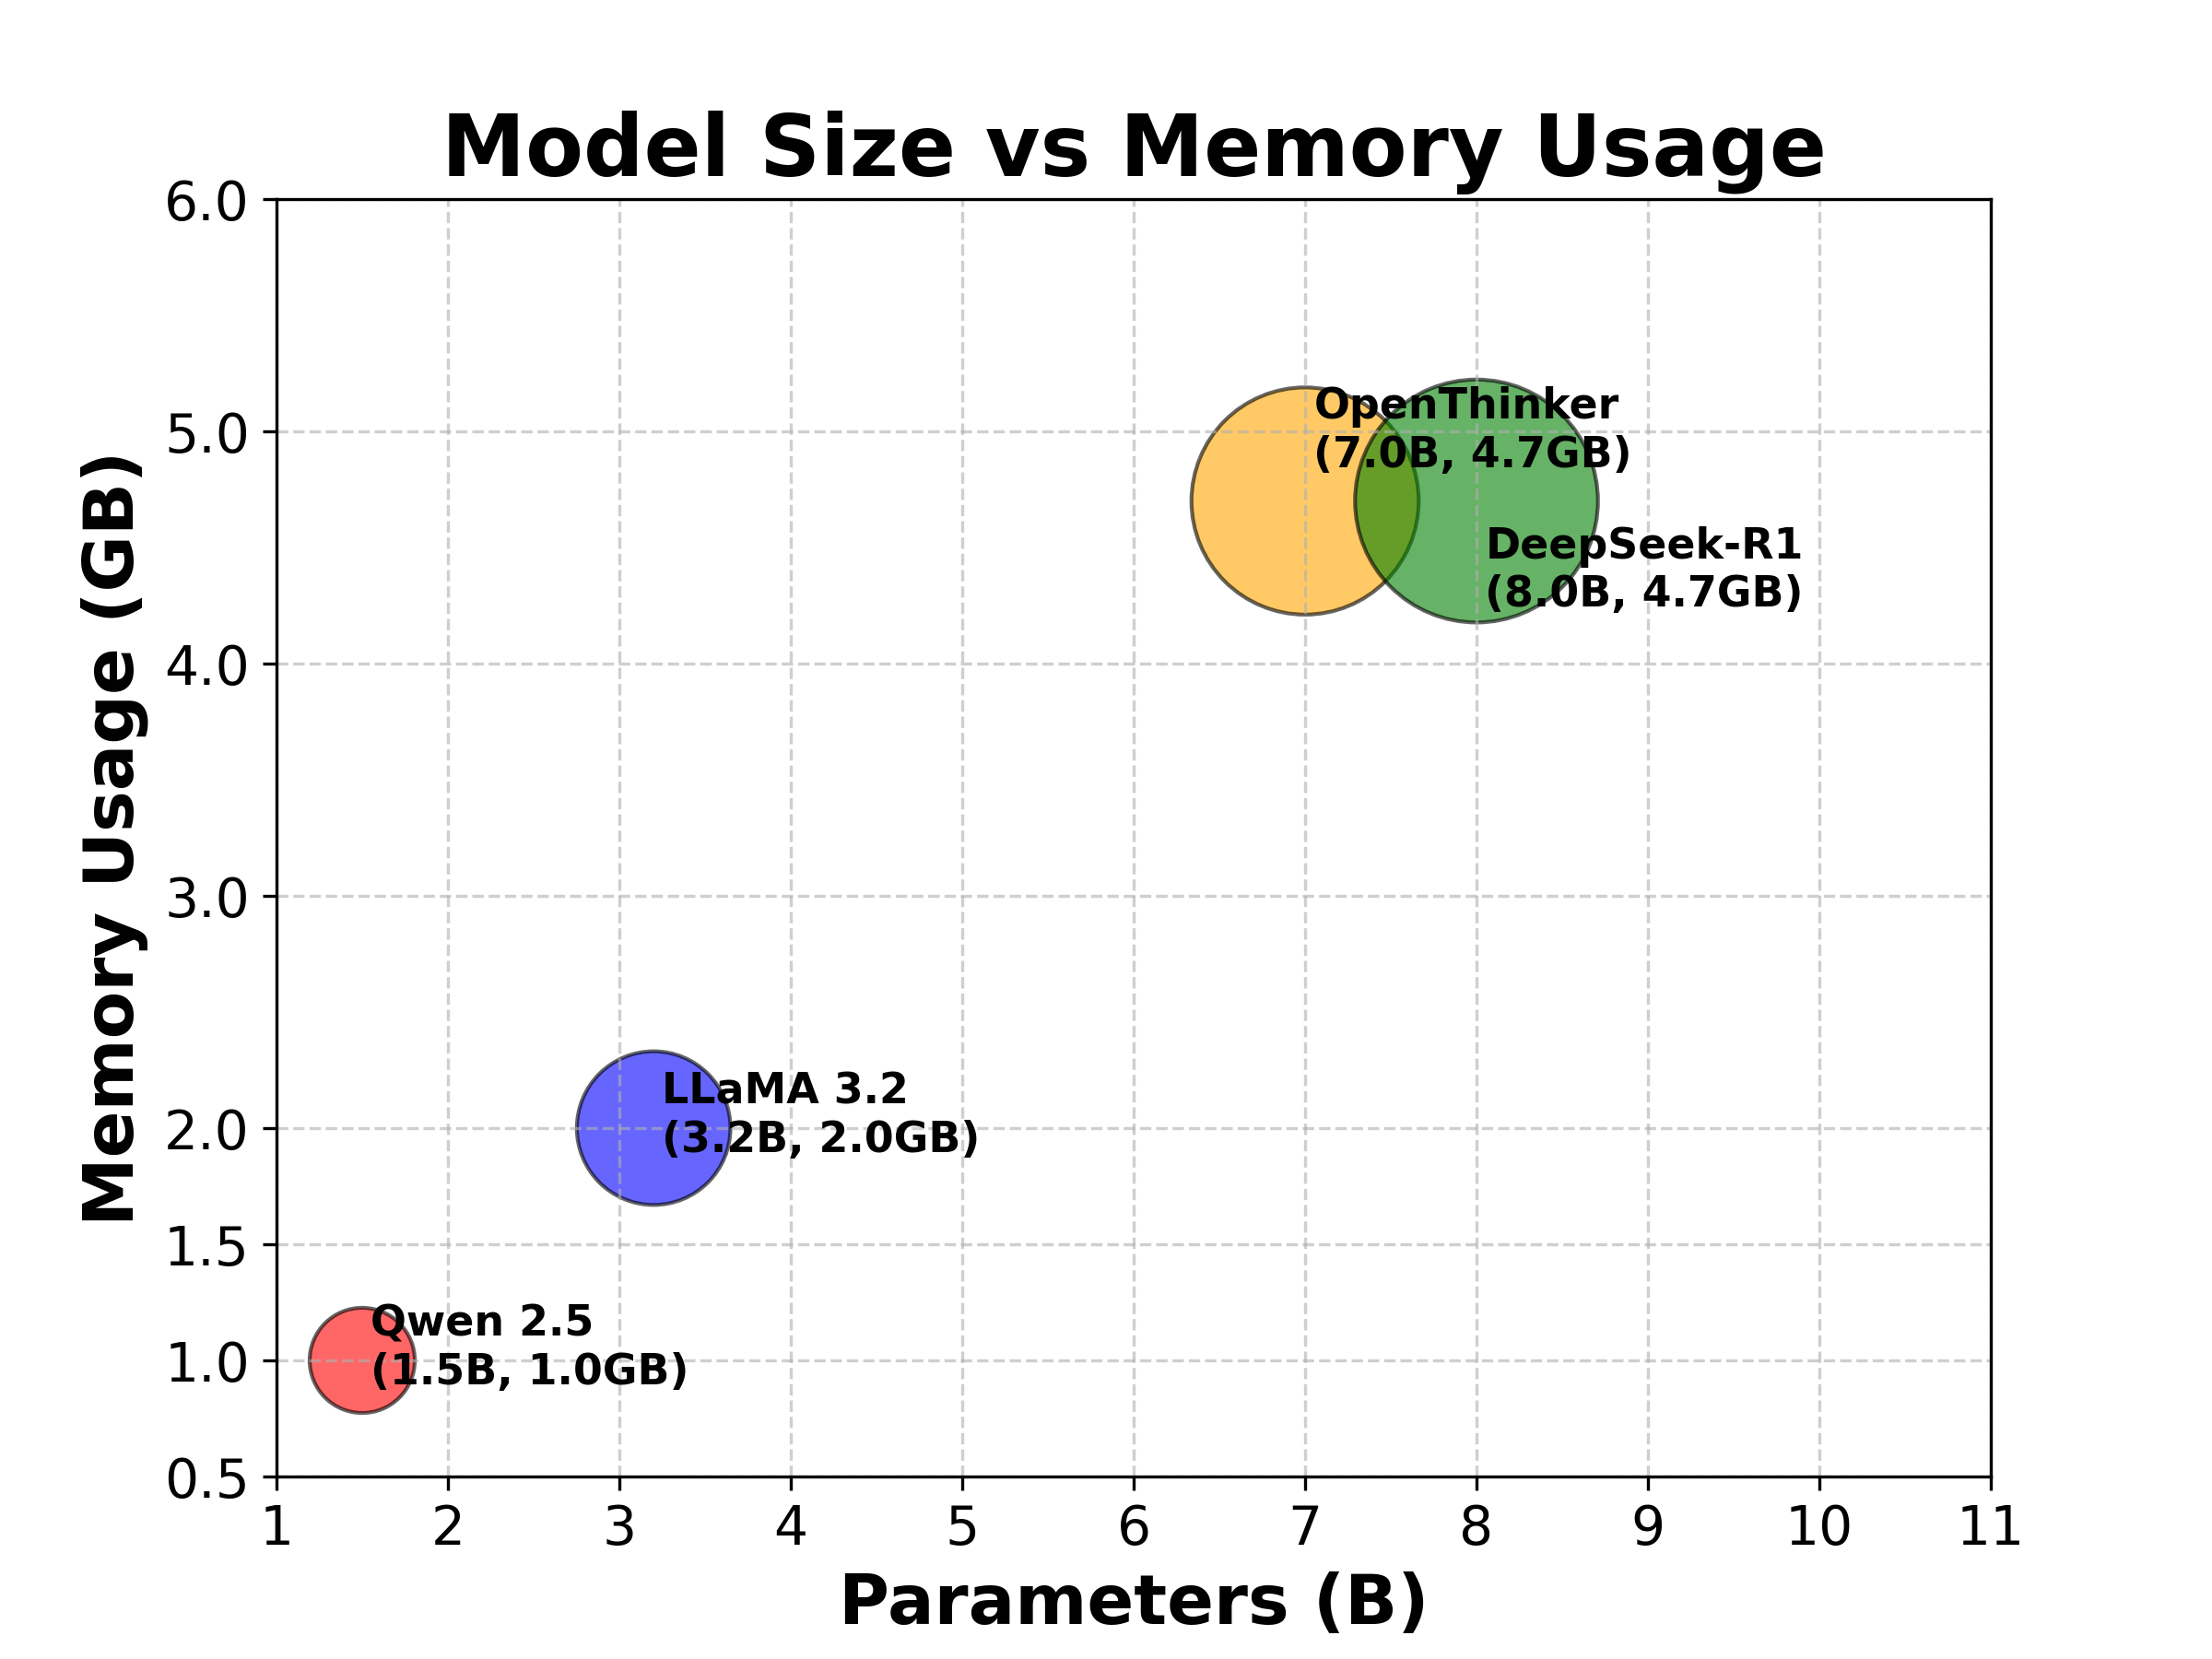 Model Size vs Memory Usage
6.0
5.0
4.0
3.0
2.0
1.5
1.0
0.5
Memory Usage (GB)
OpenThinker
(7.0B, 4.7GB)
DeepSeek-R1
(8.0B, 4.7GB)
LLaMA 3.2
(3.2B, 2.0GB)
Qwen 2.5
(1.5B, 1.0GB)
1 2 3 4 5 6 7 8 9 10 11
Parameters (B)